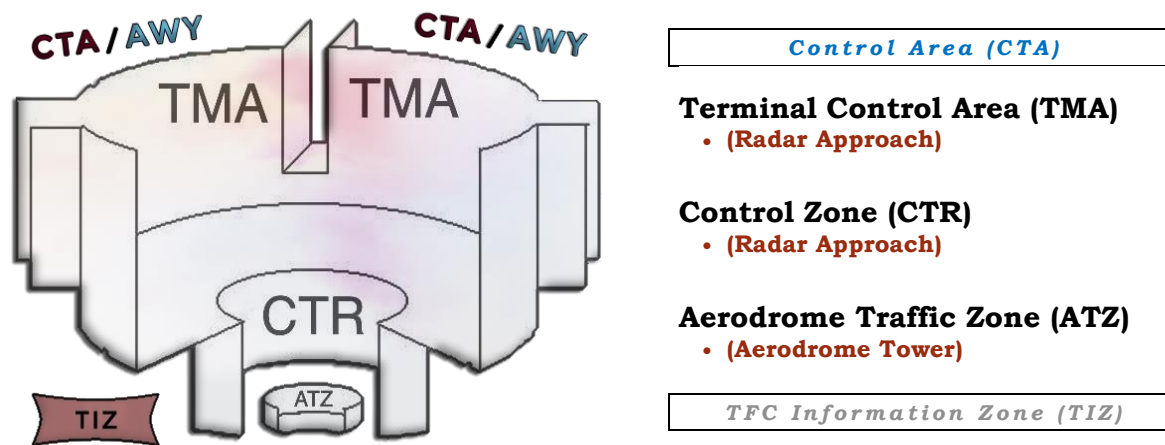 CTA / AWY
CTA / AWY
TMA
TMA
CTR
ATZ
TIZ
Control Area (CTA)
Terminal Control Area (TMA)
• (Radar Approach)
Control Zone (CTR)
• (Radar Approach)
Aerodrome Traffic Zone (ATZ)
• (Aerodrome Tower)
TFC Information Zone (TIZ)